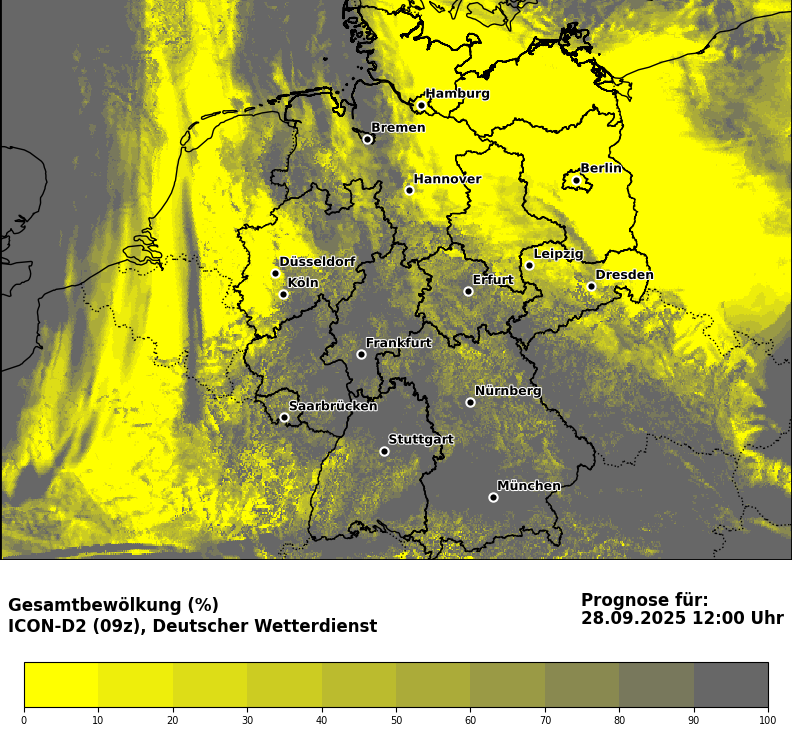 Hamburg
Bremen
Berlin
Hannover
Leipzig
Düsseldorf
Dresden
Köln
Erfurt
Frankfurt
Nürnberg
Saarbrücken
Stuttgart
München
Gesamtbewölkung (%)
ICON-D2 (09z), Deutscher Wetterdienst
Prognose für:
28.09.2025 12:00 Uhr
0 10 20 30 40 50 60 70 80 90 100